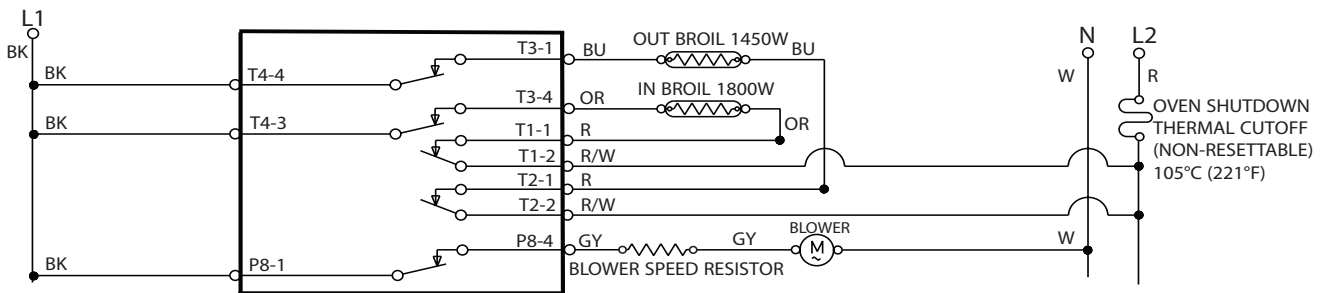 L1
N
L2
BK
OUT BROIL 1450W
T3-1
BU
BU
BK
T4-4
W
R
IN BROIL 1800W
T3-4
OR
OVEN SHUTDOWN
THERMAL CUTOFF
(NON-RESETTABLE)
105°C (221°F)
BK
T4-3
T1-1
R
OR
T1-2
R/W
T2-1
R
T2-2
R/W
BLOWER
P8-4
GY
GY
M
~
W
BK
P8-1
BLOWER SPEED RESISTOR